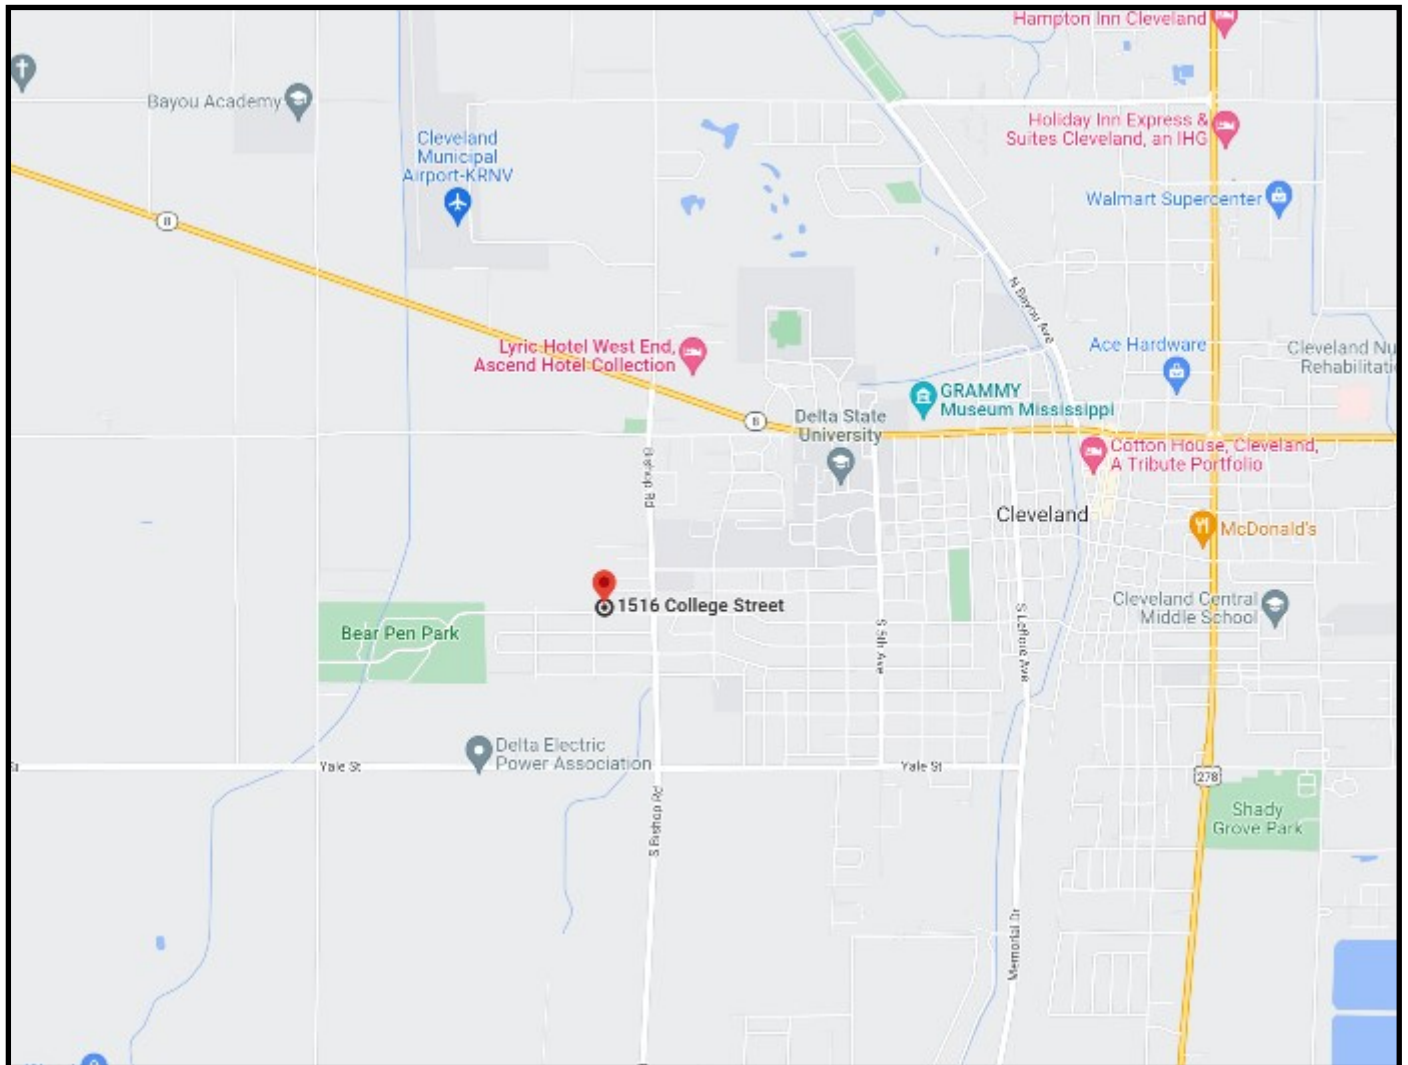 Hampton Inn Cleveland
Bayou Academy
Cleveland
Municipal
Airport-KRNV
Holiday Inn Express &
Suites Cleveland, an IHG
Walmart Supercenter
8
N Bayou Ave
Lyric Hotel West End,
Ascend Hotel Collection
Ace Hardware
Cleveland Nu
Rehabilitati
GRAMMY
Museum Mississippi
8
Delta State
University
Cotton House, Cleveland,
A Tribute Portfolio
Bishop Rd
Cleveland
McDonald's
1516 College Street
Cleveland Central
Middle School
Bear Pen Park
S 5th Ave
S Leflore Ave
Delta Electric
Power Association
St
Yale St
Yale St
278
S Bishop Rd
Shady
Grove Park
Memorial Dr